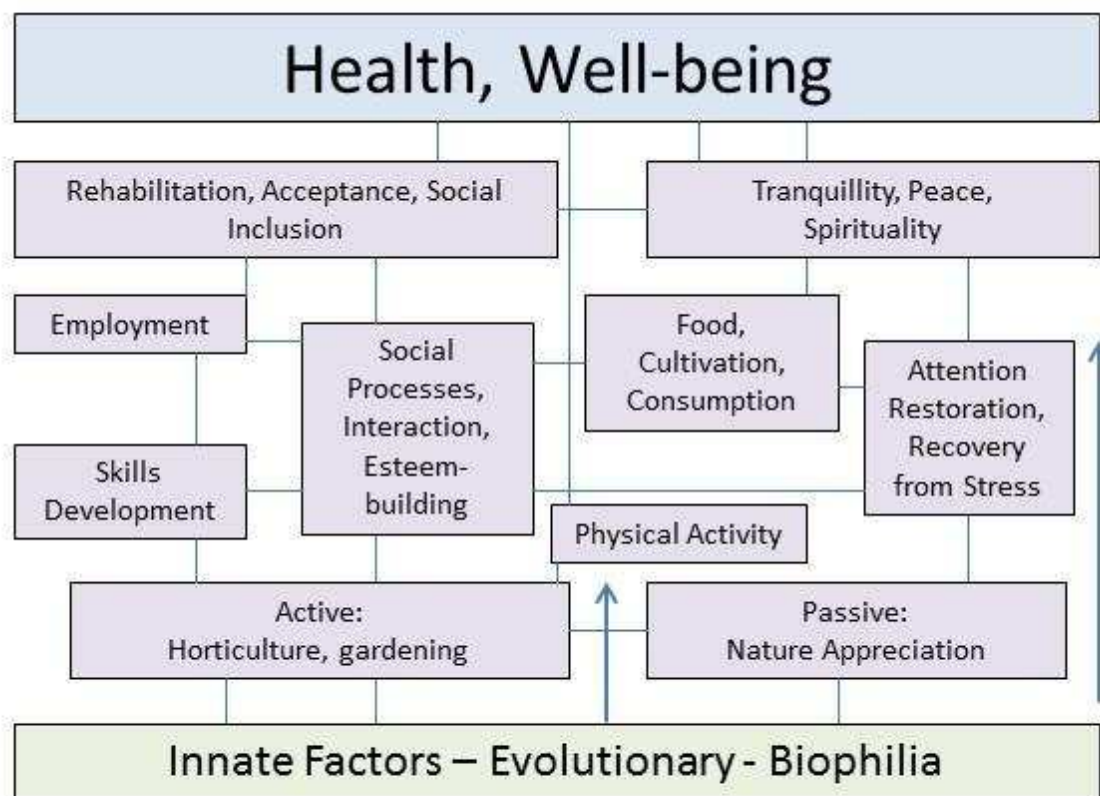 Health, Well-being
Rehabilitation, Acceptance, Social
Inclusion
Tranquillity, Peace,
Spirituality
Employment
Social
Processes,
Interaction,
Esteem-
building
Food,
Cultivation,
Consumption
Attention
Restoration,
Recovery
from Stress
Skills
Development
Physical Activity
Active:
Horticulture, gardening
Passive:
Nature Appreciation
Innate Factors – Evolutionary - Biophilia